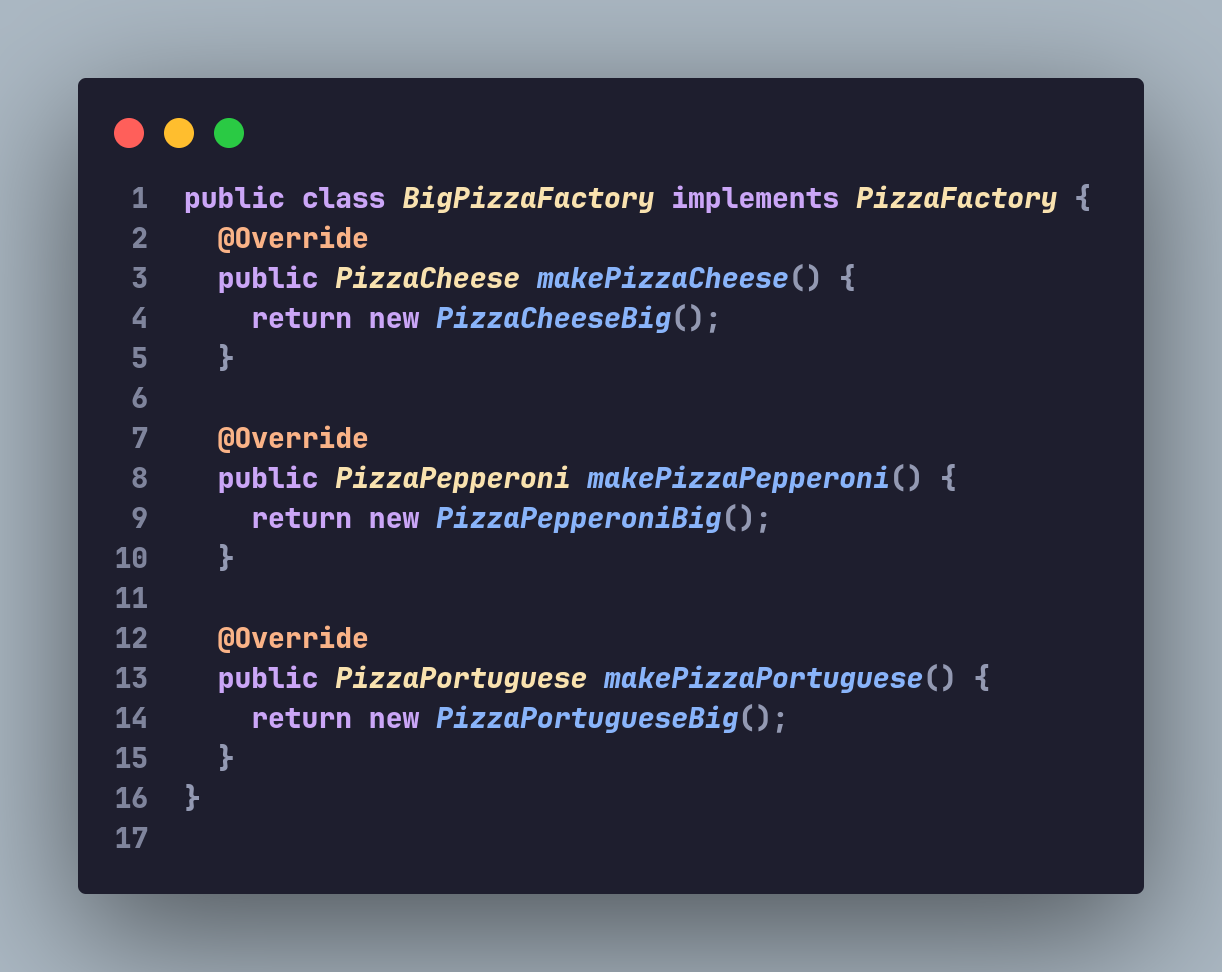 1 public class BigPizzaFactory implements PizzaFactory {
2   @Override
3   public PizzaCheese makePizzaCheese() {
4     return new PizzaCheeseBig();
5   }
6
7   @Override
8   public PizzaPepperoni makePizzaPepperoni() {
9     return new PizzaPepperoniBig();
10   }
11
12   @Override
13   public PizzaPortuguese makePizzaPortuguese() {
14     return new PizzaPortugueseBig();
15   }
16 }
17